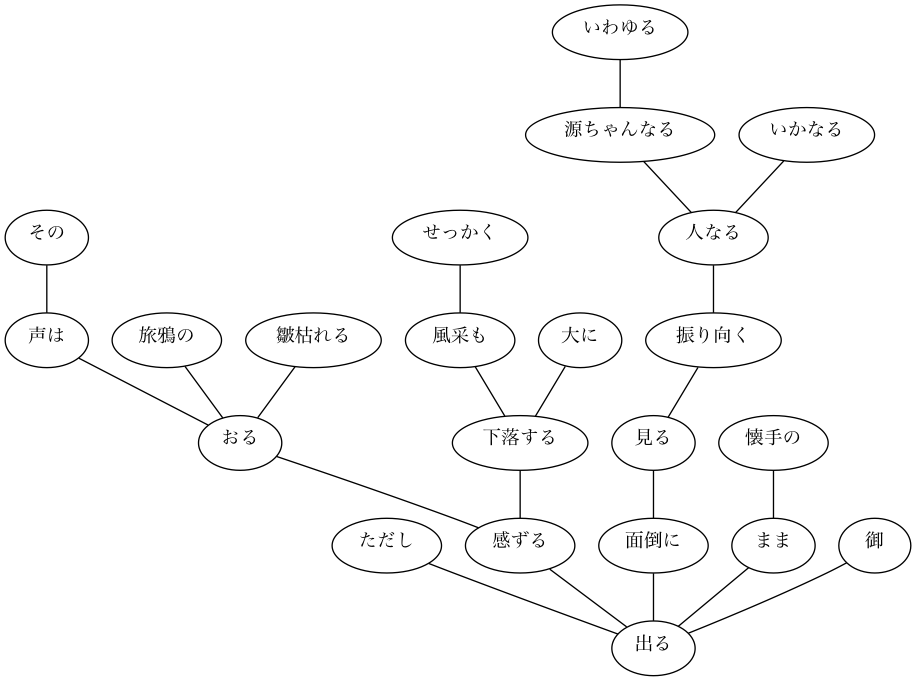 いわゆる
源ちゃんなる
いかなる
その
せっかく
人なる
声は
旅鴉の
皺枯れる
風采も
大に
振り向く
おる
下落する
見る
懐手の
ただし
感ずる
面倒に
まま
御
出る